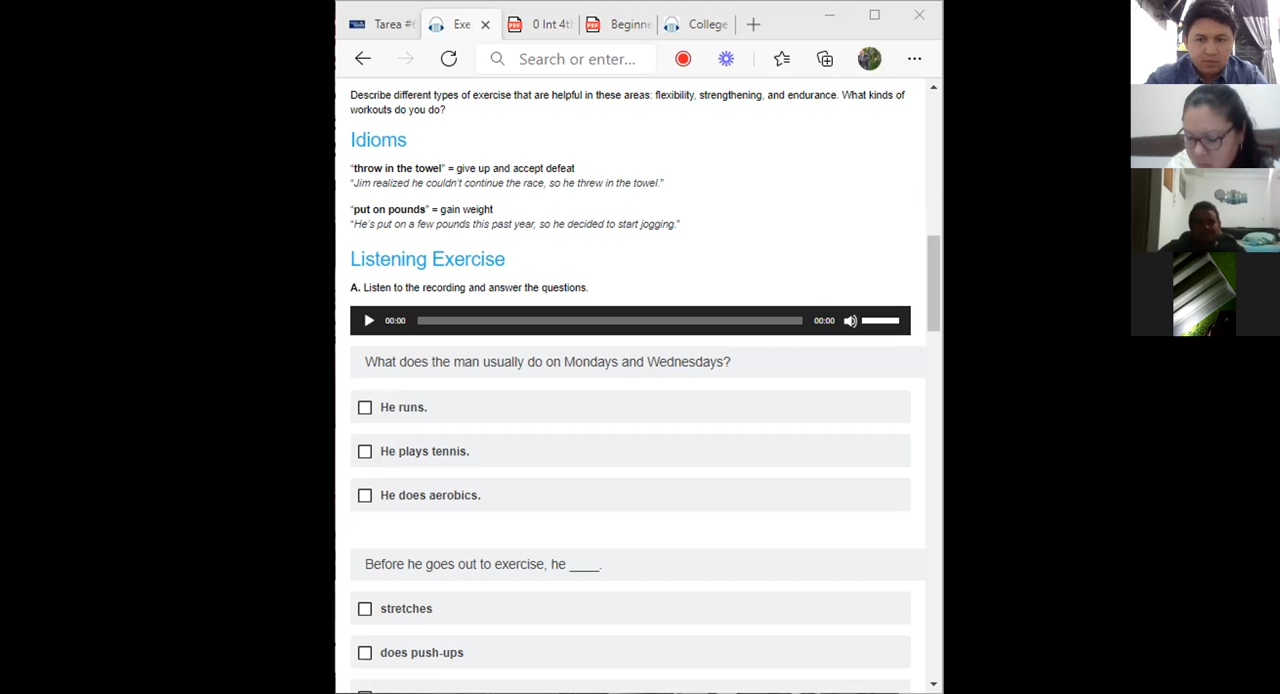 Tarea #6
Exe
0 Int 4th
Beginne
College
Search or enter...
Describe different types of exercise that are helpful in these areas: flexibility, strengthening, and endurance. What kinds of
workouts do you do?
Idioms
"throw in the towel" = give up and accept defeat
"Jim realized he couldn't continue the race, so he threw in the towel."
"put on pounds" = gain weight
"He's put on a few pounds this past year, so he decided to start jogging."
Listening Exercise
A. Listen to the recording and answer the questions.
00:00 00:00
What does the man usually do on Mondays and Wednesdays?
He runs.
He plays tennis.
He does aerobics.
Before he goes out to exercise, he ____.
stretches
does push-ups